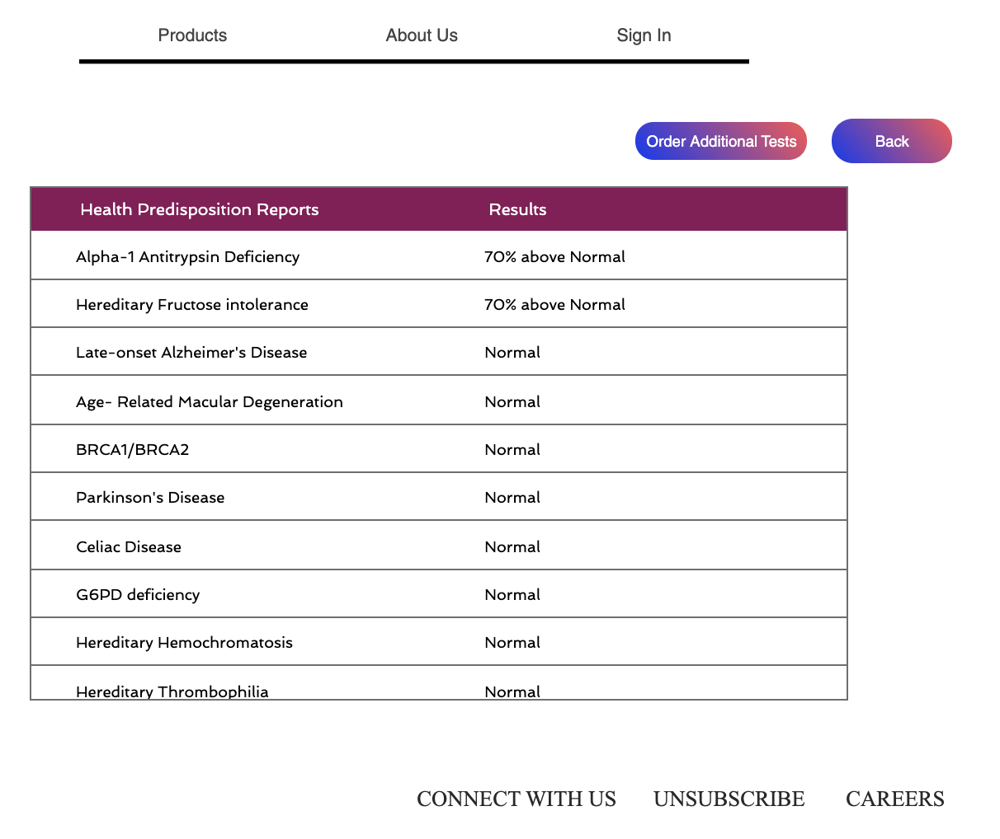 Products About Us Sign In
Order Additional Tests Back
Health Predisposition Reports Results
Alpha-1 Antitrypsin Deficiency 70% above Normal
Hereditary Fructose intolerance 70% above Normal
Late-onset Alzheimer's Disease Normal
Age- Related Macular Degeneration Normal
BRCA1/BRCA2 Normal
Parkinson's Disease Normal
Celiac Disease Normal
G6PD deficiency Normal
Hereditary Hemochromatosis Normal
Hereditary Thrombophilia Normal
CONNECT WITH US UNSUBSCRIBE CAREERS